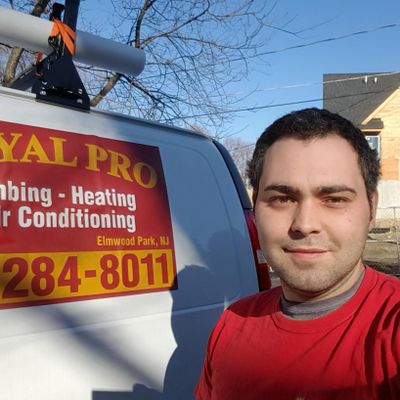 YAL PRO
mbing - Heating
ir Conditioning
Elmwood Park, NJ
284-8011